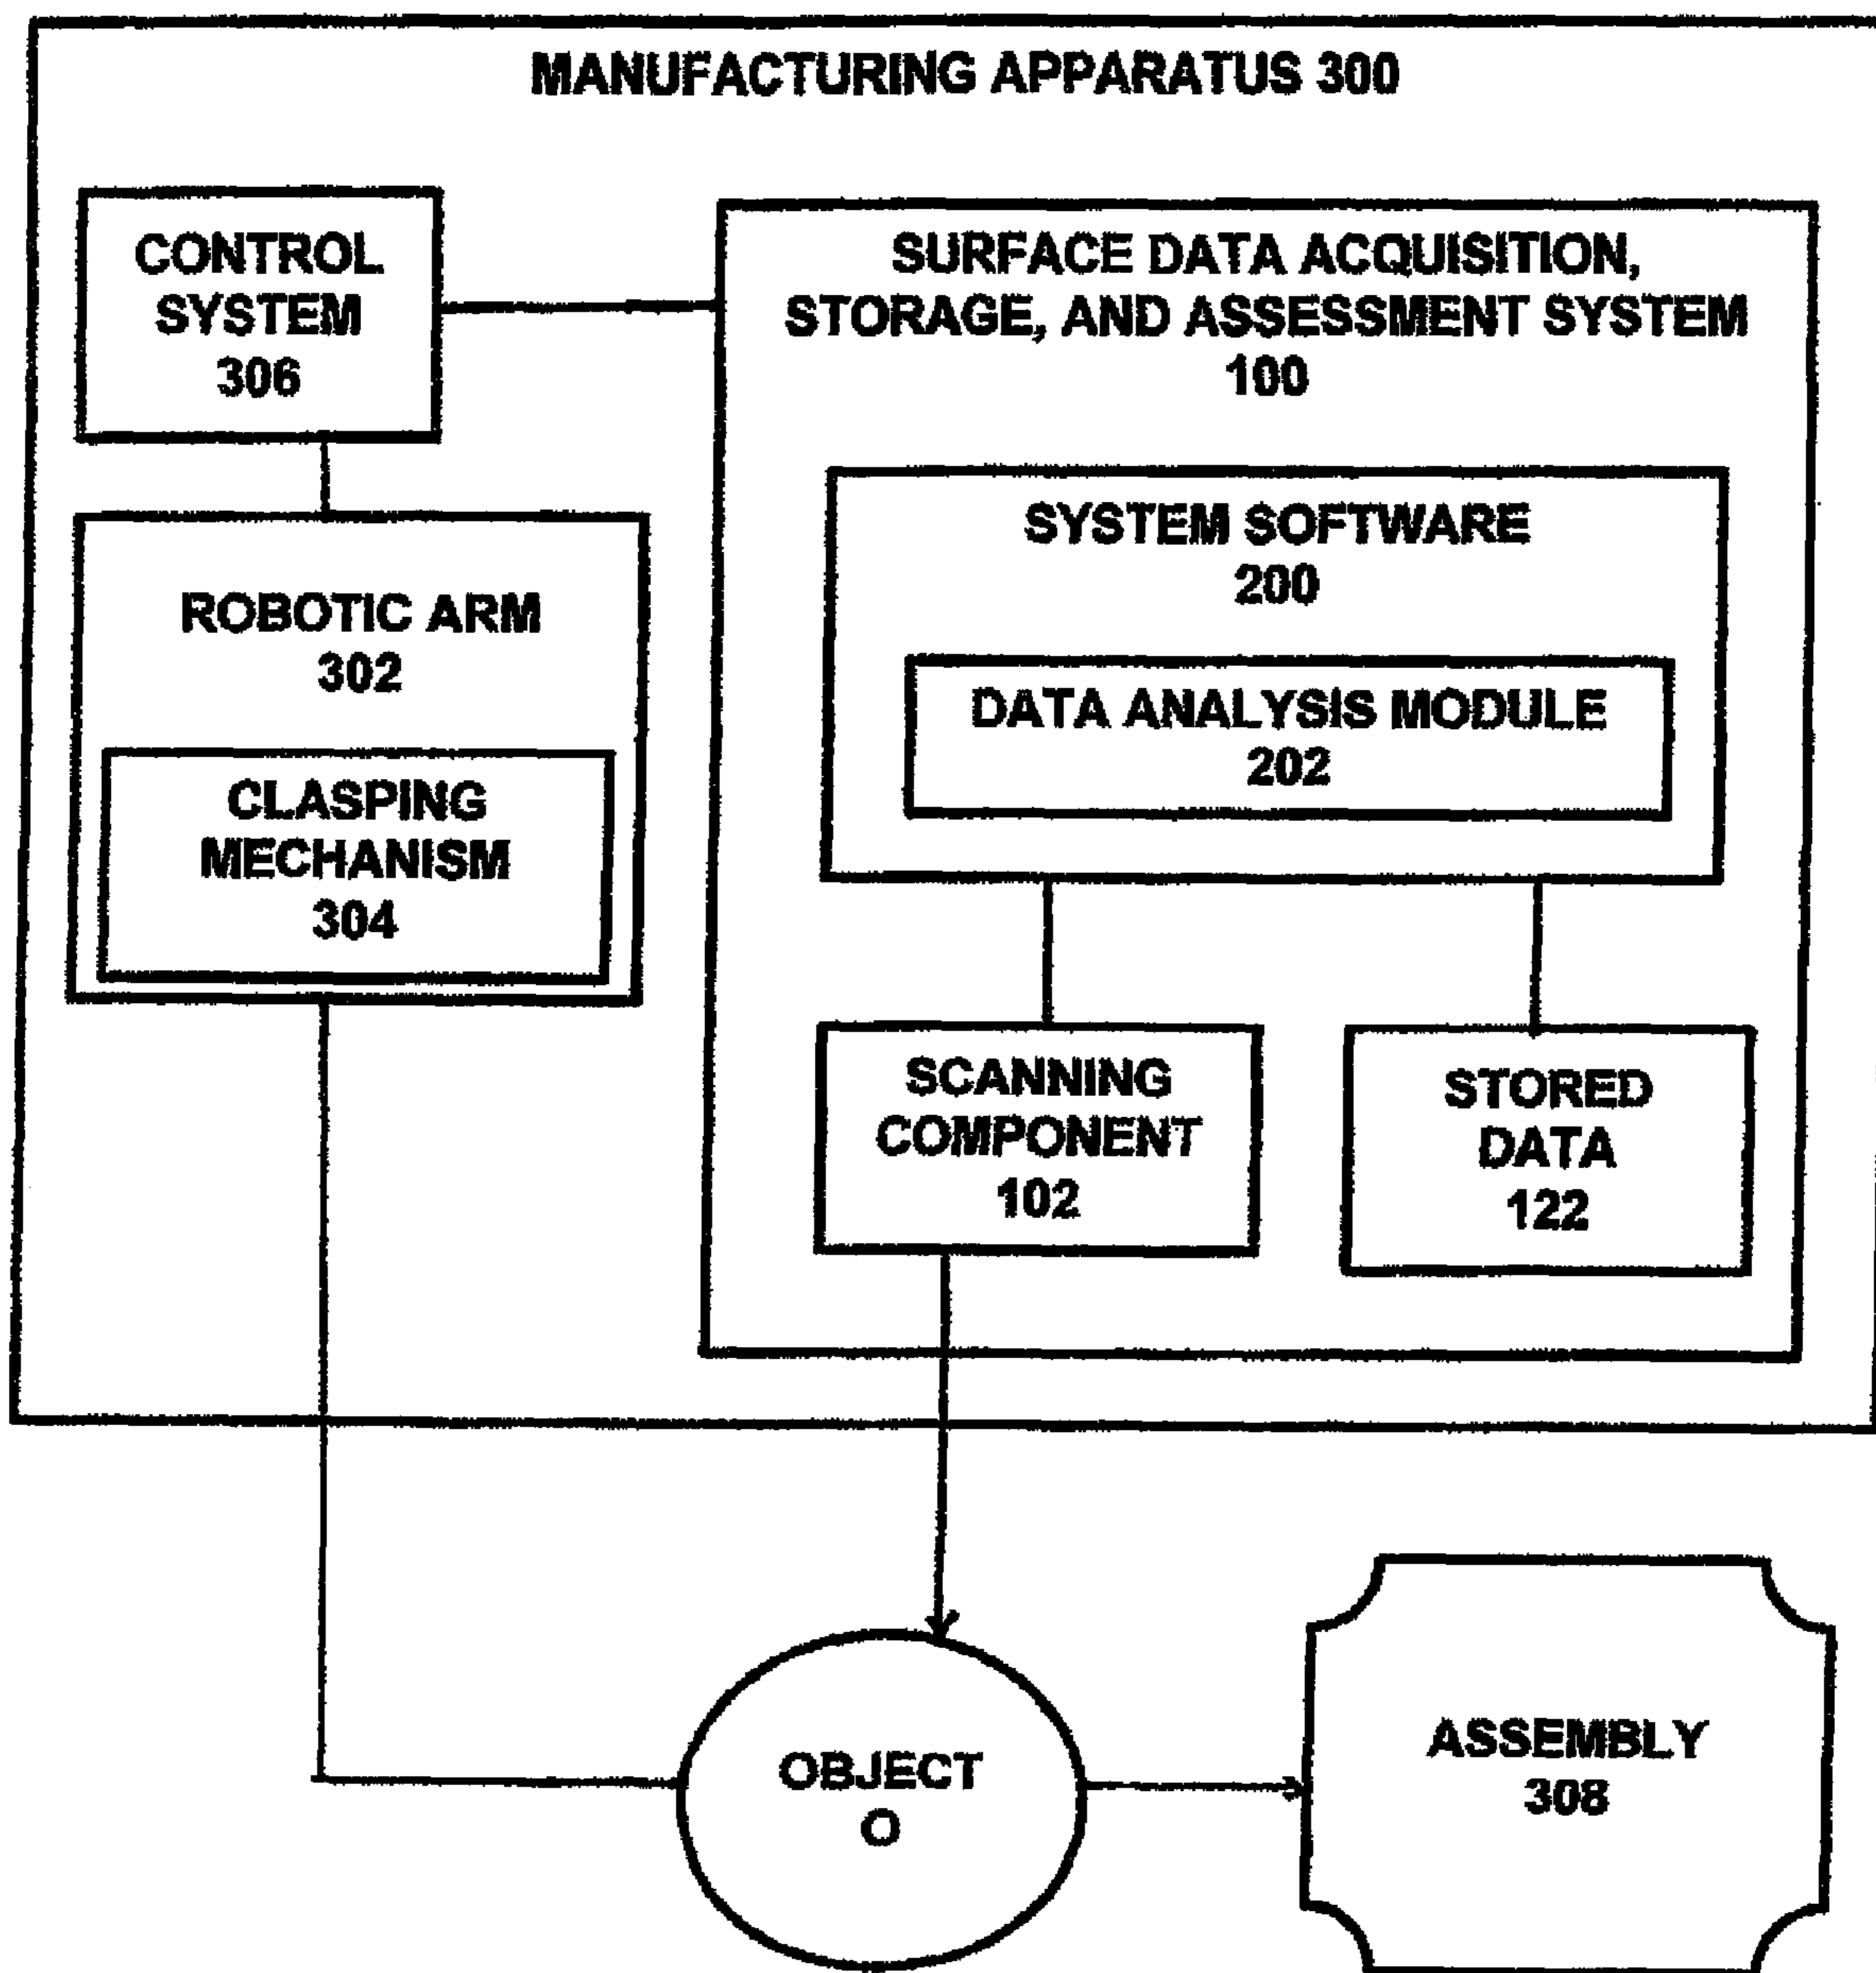 MANUFACTURING APPARATUS 300
CONTROL
SYSTEM
306
SURFACE DATA ACQUISITION,
STORAGE, AND ASSESSMENT SYSTEM
100
SYSTEM SOFTWARE
200
ROBOTIC ARM
302
DATA ANALYSIS MODULE
202
CLASPING
MECHANISM
304
SCANNING
COMPONENT
102
STORED
DATA
122
OBJECT
O
ASSEMBLY
308